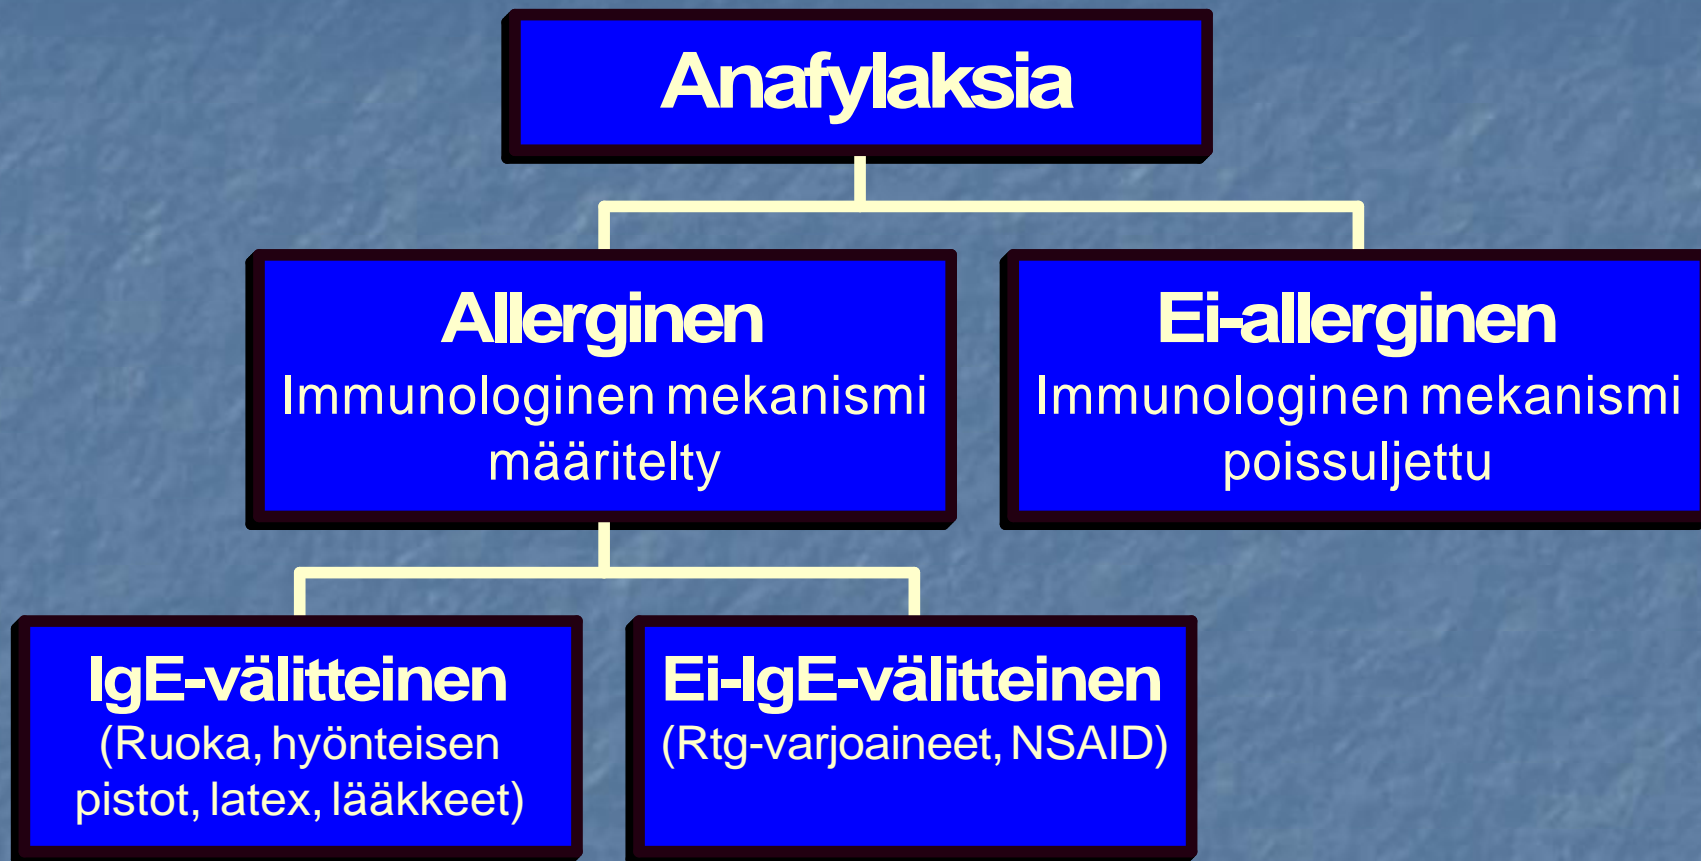 Anafylaksia
Allerginen
Immunologinen mekanismi
määritelty
Ei-allerginen
Immunologinen mekanismi
poissuljettu
IgE-välitteinen
(Ruoka, hyönteisen
pistot, latex, lääkkeet)
Ei-IgE-välitteinen
(Rtg-varjoaineet, NSAID)